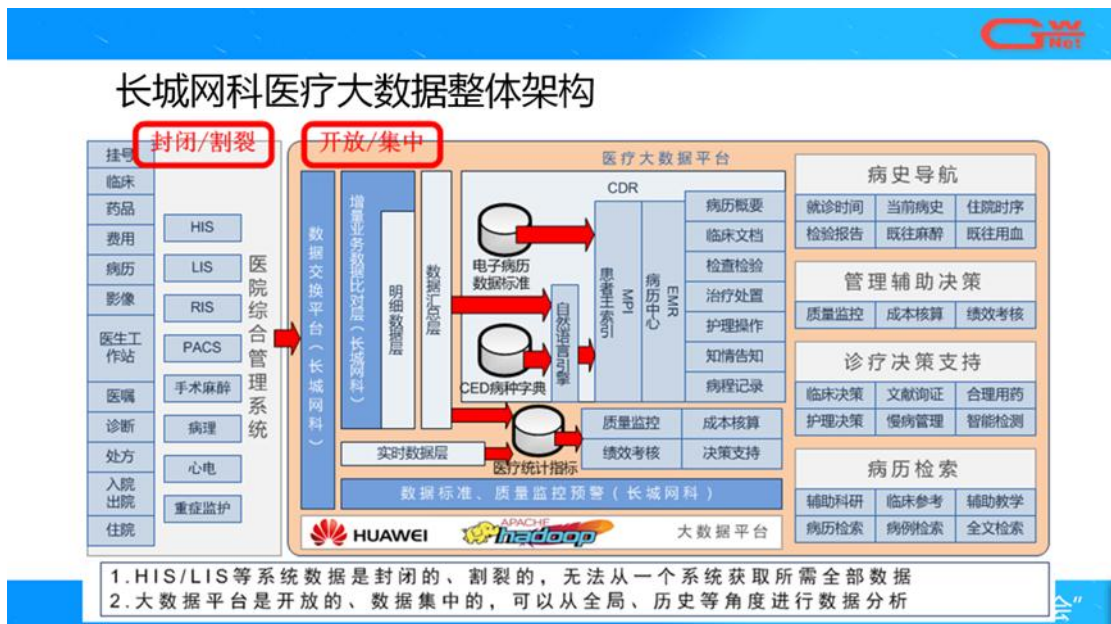 GW Net
长城网科医疗大数据整体架构
封闭/割裂
开放/集中
挂号
临床
药品
费用
病历
影像
医生工
作站
医嘱
诊断
处方
入院
出院
住院
HIS
LIS
RIS
PACS
手术麻醉
病理
心电
重症监护
医院综合管理系统
医疗大数据平台
数据交换平台（长城网科）
增量业务数据比对层（长城网科）
明细数据层
数据汇总层
实时数据层
CDR
电子病历
数据标准
CED病种字典
自然语言引擎
患者主索引
MPI
病历中心
EMR
病历概要
临床文档
检查检验
治疗处置
护理操作
知情告知
病程记录
医疗统计指标
质量监控
成本核算
绩效考核
决策支持
数据标准、质量监控预警（长城网科）
HUAWEI
APACHE
hadoop
大数据平台
病史导航
就诊时间 当前病史 住院时序
检验报告 既往麻醉 既往用血
管理辅助决策
质量监控 成本核算 绩效考核
诊疗决策支持
临床决策 文献询证 合理用药
护理决策 慢病管理 智能检测
病历检索
辅助科研 临床参考 辅助教学
病历检索 病例检索 全文检索
1.HIS/LIS等系统数据是封闭的、割裂的，无法从一个系统获取所需全部数据
2.大数据平台是开放的、数据集中的，可以从全局、历史等角度进行数据分析